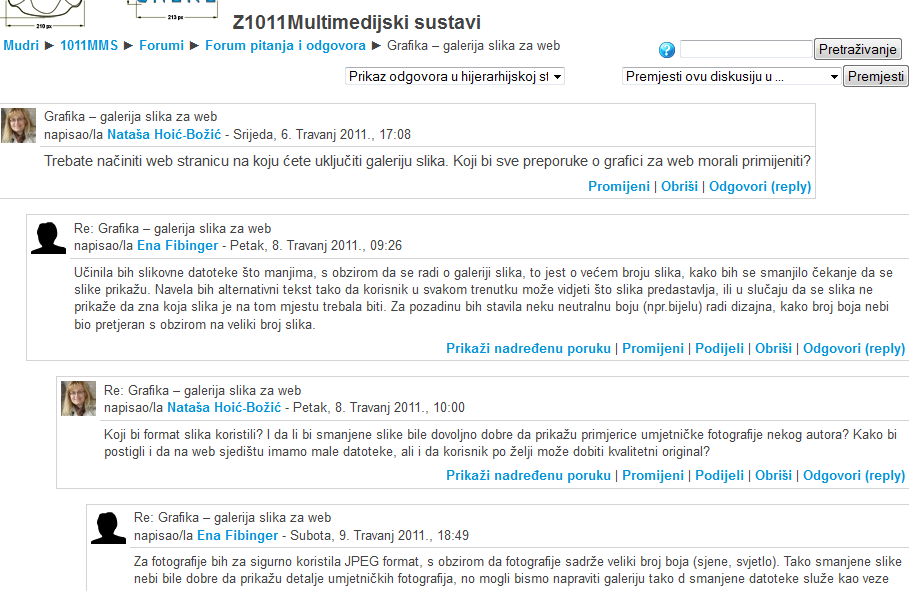 210 px
213 px
Z1011Multimedijski sustavi
Mudri ► 1011MMS ► Forumi ► Forum pitanja i odgovora ► Grafika – galerija slika za web
Pretraživanje
Prikaz odgovora u hijerarhijskoj st
Premjesti ovu diskusiju u ...
Premjesti
Grafika – galerija slika za web
napisao/la Nataša Hoić-Božić - Srijeda, 6. Travanj 2011., 17:08
Trebate načiniti web stranicu na koju ćete uključiti galeriju slika. Koji bi sve preporuke o grafici za web morali primijeniti?
Promijeni | Obriši | Odgovori (reply)
Re: Grafika – galerija slika za web
napisao/la Ena Fibinger - Petak, 8. Travanj 2011., 09:26
Učinila bih slikovne datoteke što manjima, s obzirom da se radi o galeriji slika, to jest o većem broju slika, kako bih se smanjilo čekanje da se
slike prikažu. Navela bih alternativni tekst tako da korisnik u svakom trenutku može vidjeti što slika predastavlja, ili u slučaju da se slika ne
prikaže da zna koja slika je na tom mjestu trebala biti. Za pozadinu bih stavila neku neutralnu boju (npr.bijelu) radi dizajna, kako broj boja nebi
bio pretjeran s obzirom na veliki broj slika.
Prikaži nadređenu poruku | Promijeni | Podijeli | Obriši | Odgovori (reply)
Re: Grafika – galerija slika za web
napisao/la Nataša Hoić-Božić - Petak, 8. Travanj 2011., 10:00
Koji bi format slika koristili? I da li bi smanjene slike bile dovoljno dobre da prikažu primjerice umjetničke fotografije nekog autora? Kako bi
postigli i da na web sjedištu imamo male datoteke, ali i da korisnik po želji može dobiti kvalitetni original?
Prikaži nadređenu poruku | Promijeni | Podijeli | Obriši | Odgovori (reply)
Re: Grafika – galerija slika za web
napisao/la Ena Fibinger - Subota, 9. Travanj 2011., 18:49
Za fotografije bih za sigurno koristila JPEG format, s obzirom da fotografije sadrže veliki broj boja (sjene, svjetlo). Tako smanjene slike
nebi bile dobre da prikažu detalje umjetničkih fotografija, no mogli bismo napraviti galeriju tako d smanjene datoteke služe kao veze